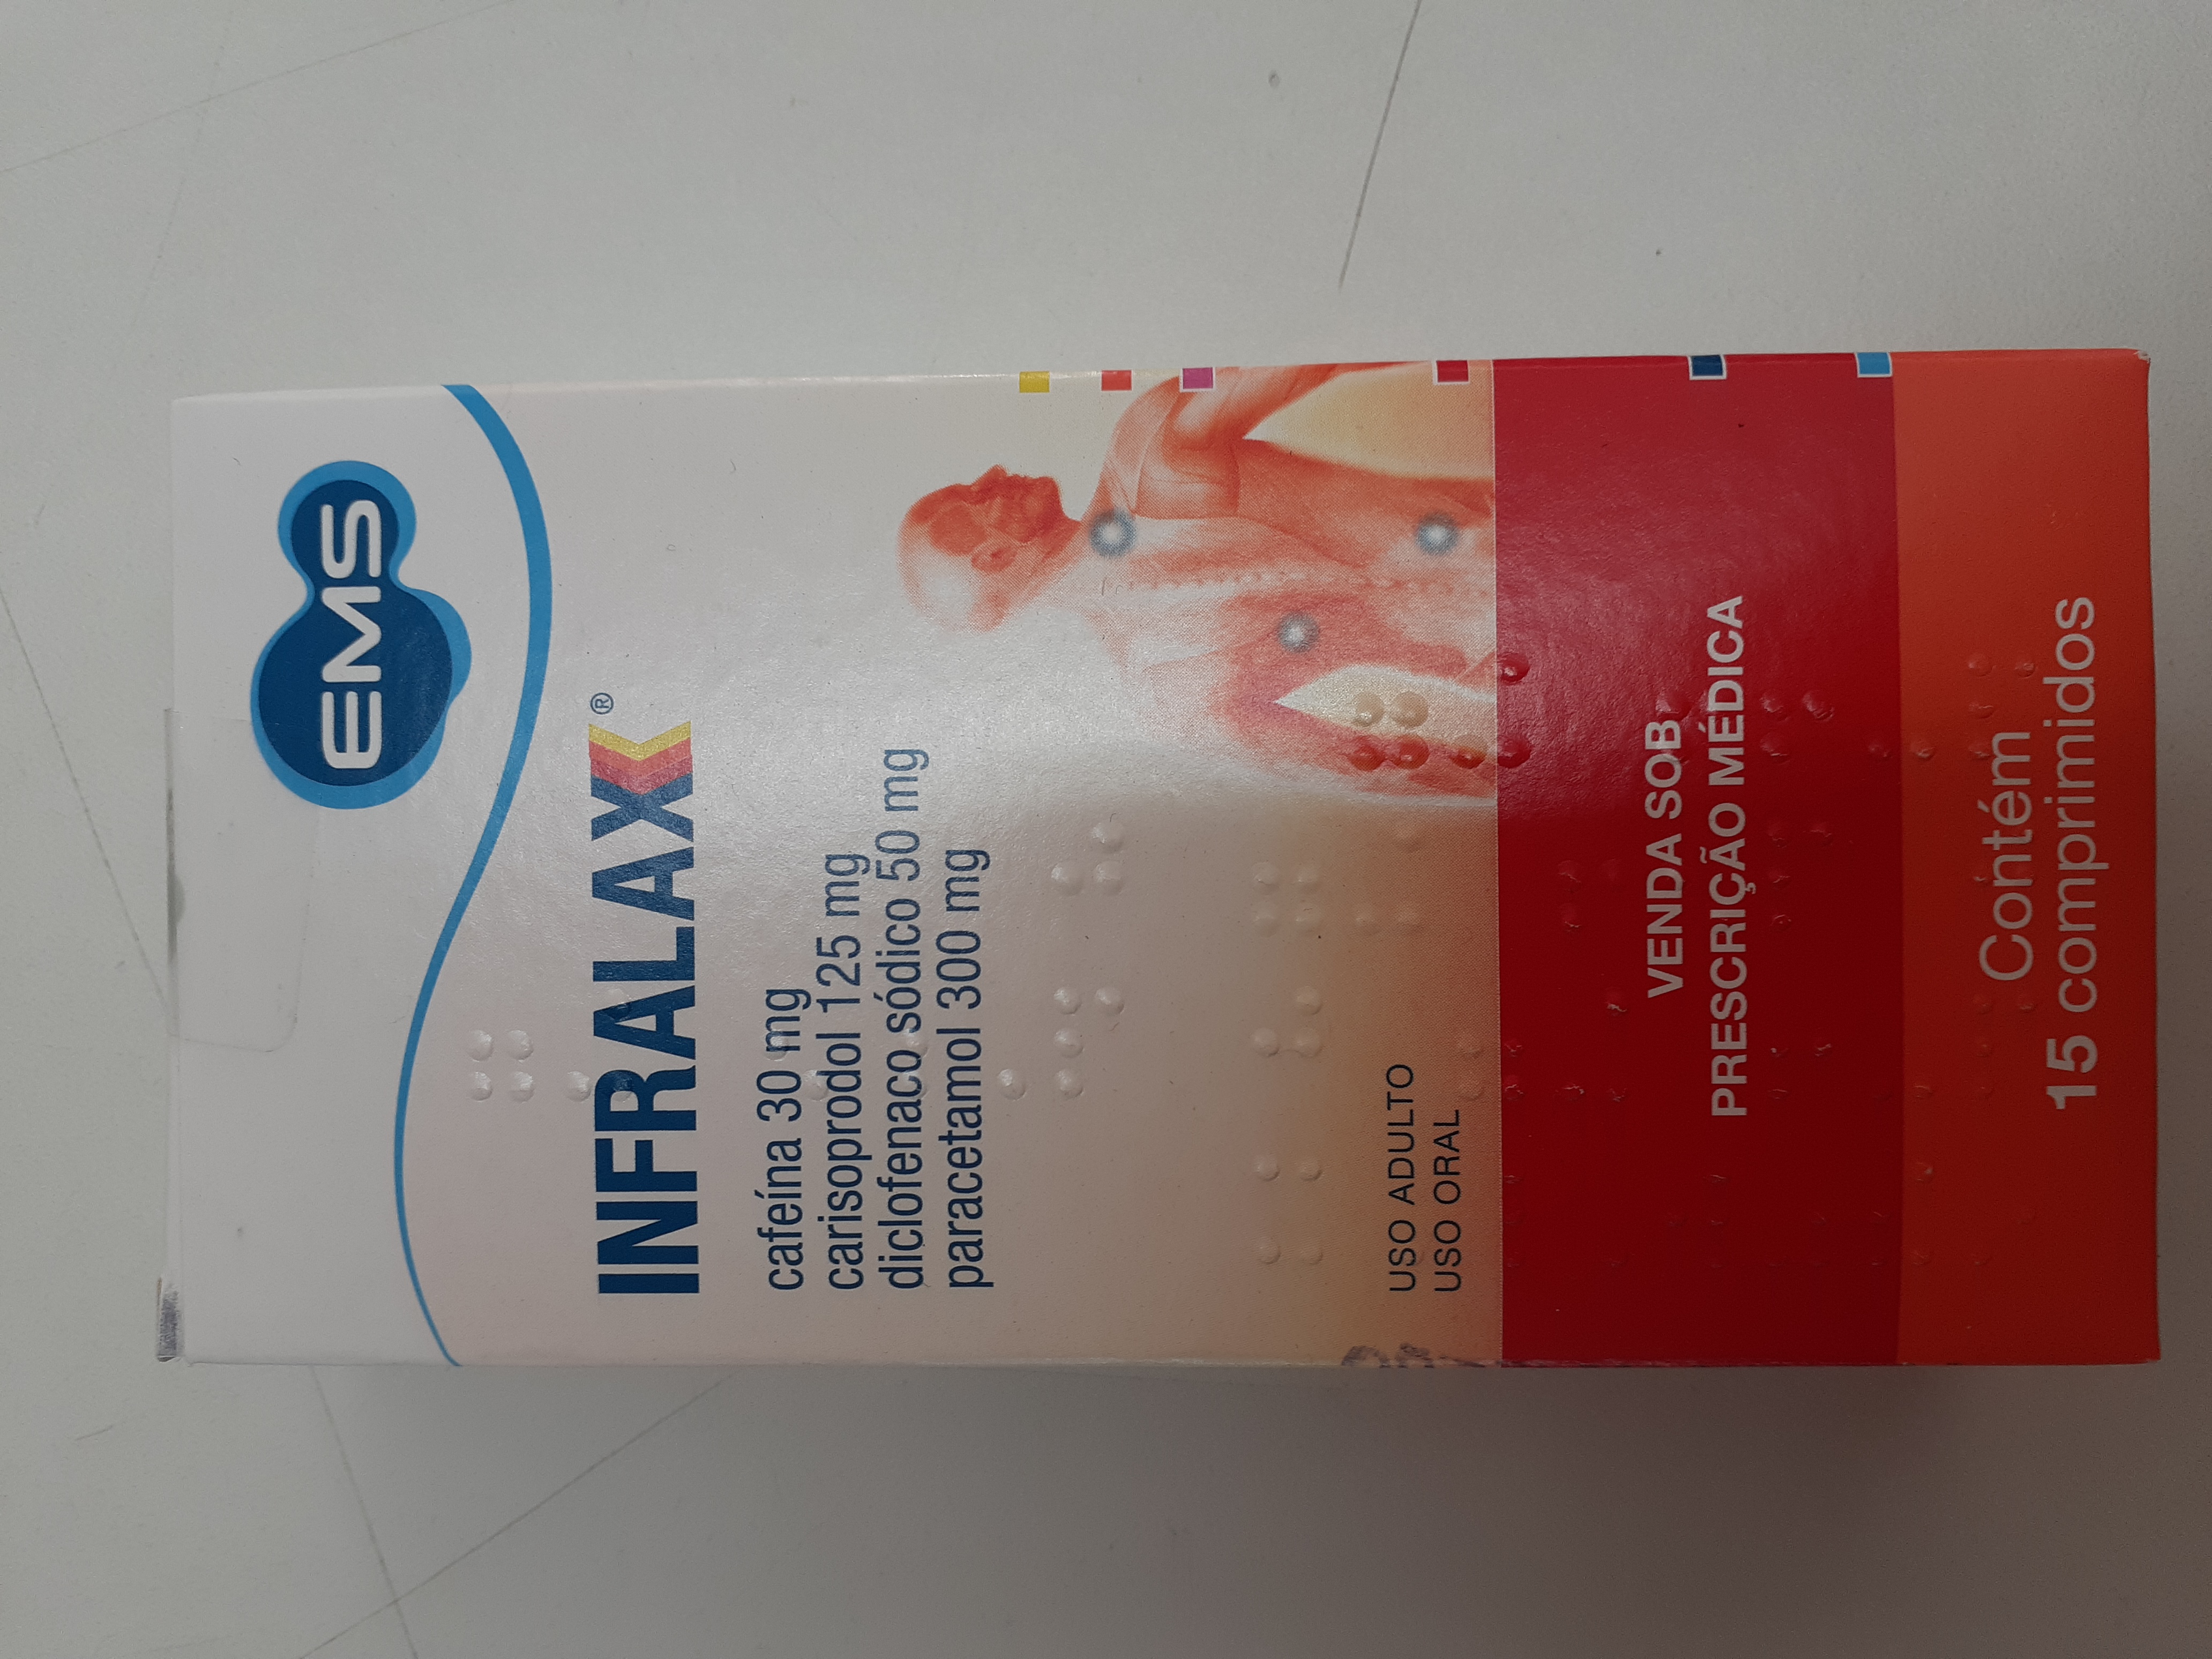 EMS
INFRALAX®
cafeína 30 mg
carisoprodol 125 mg
diclofenaco sódico 50 mg
paracetamol 300 mg
USO ADULTO
USO ORAL
VENDA SOB
PRESCRIÇÃO MÉDICA
Contém
15 comprimidos